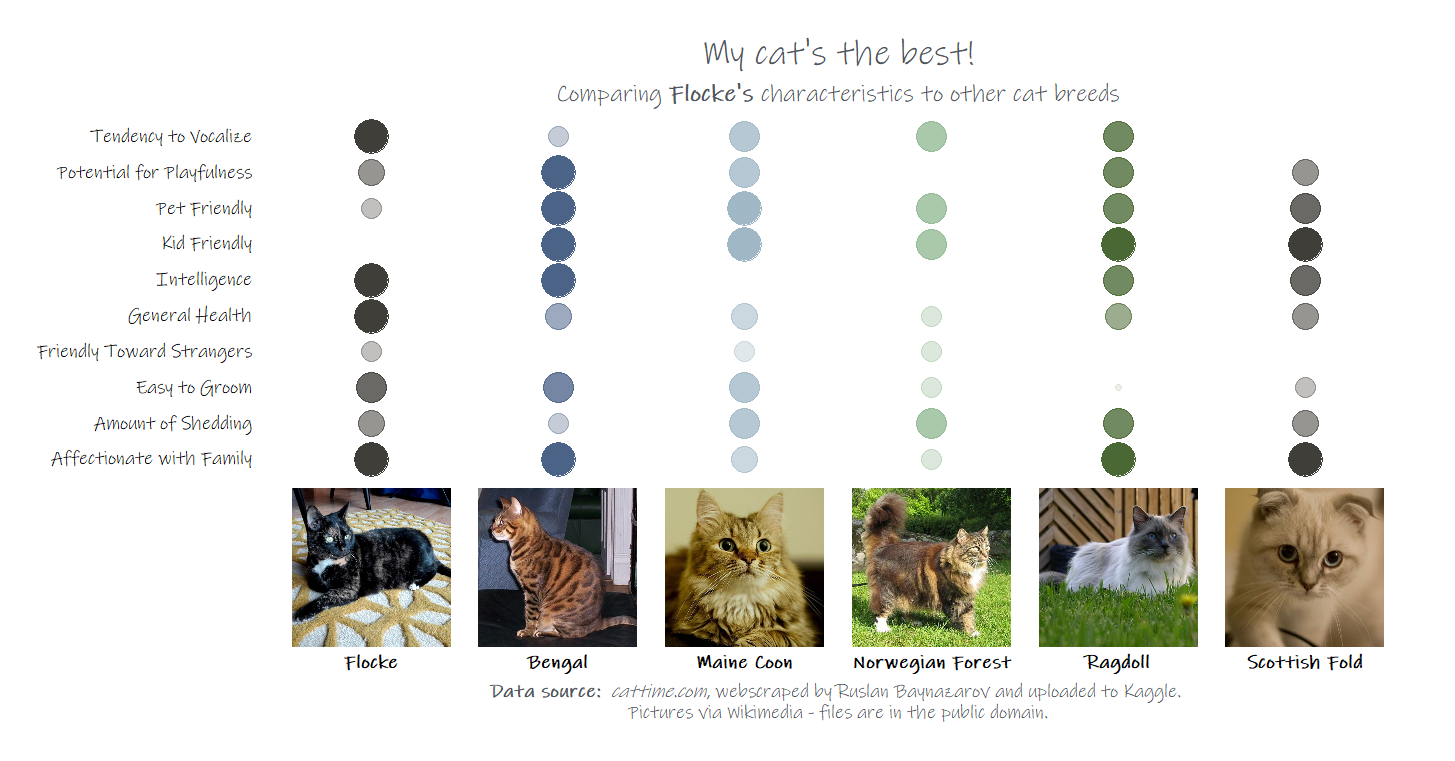 My cat's the best!
Comparing Flocke's characteristics to other cat breeds
Tendency to Vocalize
Potential for Playfulness
Pet Friendly
Kid Friendly
Intelligence
General Health
Friendly Toward Strangers
Easy to Groom
Amount of Shedding
Affectionate with Family
Flocke Bengal Maine Coon Norwegian Forest Ragdoll Scottish Fold
Data source: cattime.com, webscraped by Ruslan Baynazarov and uploaded to Kaggle.
Pictures via Wikimedia - files are in the public domain.